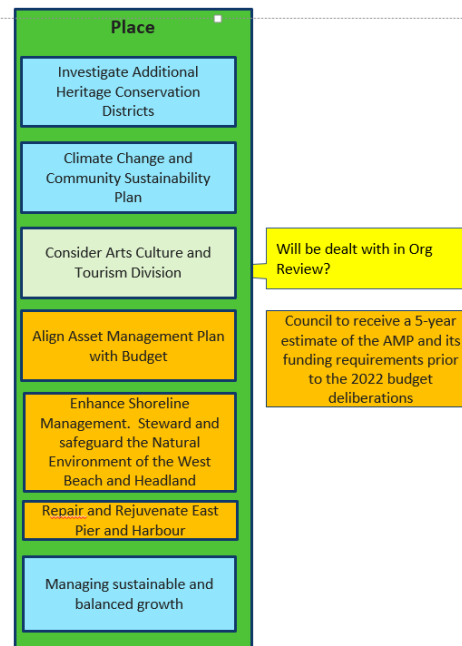 Place
Investigate Additional
Heritage Conservation
Districts
Climate Change and
Community Sustainability
Plan
Consider Arts Culture and
Tourism Division
Will be dealt with in Org
Review?
Align Asset Management Plan
with Budget
Council to receive a 5-year
estimate of the AMP and its
funding requirements prior
to the 2022 budget
deliberations
Enhance Shoreline
Management.  Steward and
safeguard the Natural
Environment of the West
Beach and Headland
Repair and Rejuvenate East
Pier and Harbour
Managing sustainable and
balanced growth